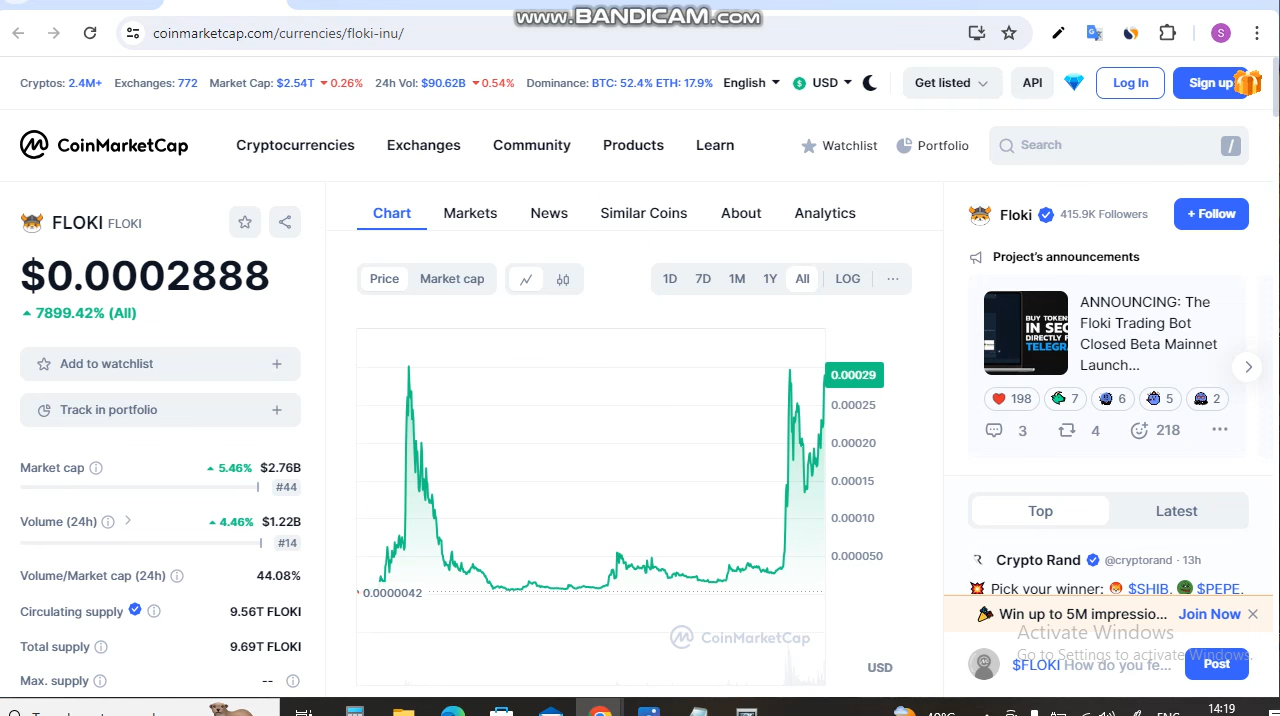 www.BANDICAM.com
coinmarketcap.com/currencies/floki-inu/
S
Cryptos: 2.4M+ Exchanges: 772 Market Cap: $2.54T 0.26% 24h Vol: $90.62B 0.54% Dominance: BTC: 52.4% ETH: 17.9% English USD Get listed API Log In Sign up
CoinMarketCap Cryptocurrencies Exchanges Community Products Learn Watchlist Portfolio Search /
FLOKI FLOKI
$0.0002888
7899.42% (All)
Add to watchlist +
Track in portfolio +
Market cap 5.46% $2.76B
#44
Volume (24h) 4.46% $1.22B
#14
Volume/Market cap (24h) 44.08%
Circulating supply 9.56T FLOKI
Total supply 9.69T FLOKI
Max. supply --
Chart Markets News Similar Coins About Analytics
Price Market cap 1D 7D 1M 1Y All LOG ...
0.00029
0.00025
0.00020
0.00015
0.00010
0.000050
0.0000042
CoinMarketCap
USD
Floki 415.9K Followers + Follow
Project's announcements
ANNOUNCING: The
Floki Trading Bot
Closed Beta Mainnet
Launch...
BUY TOKEN
IN SEC
DIRECTLY F
TELEGR
198 7 6 5 2
3 4 218 ...
Top Latest
Crypto Rand @cryptorand · 13h
Pick your winner: $SHIB, $PEPE,
Win up to 5M impressio... Join Now
Activate Windows
Go to Settings to activate Windows.
$FLOKI How do you fe... Post
14:19